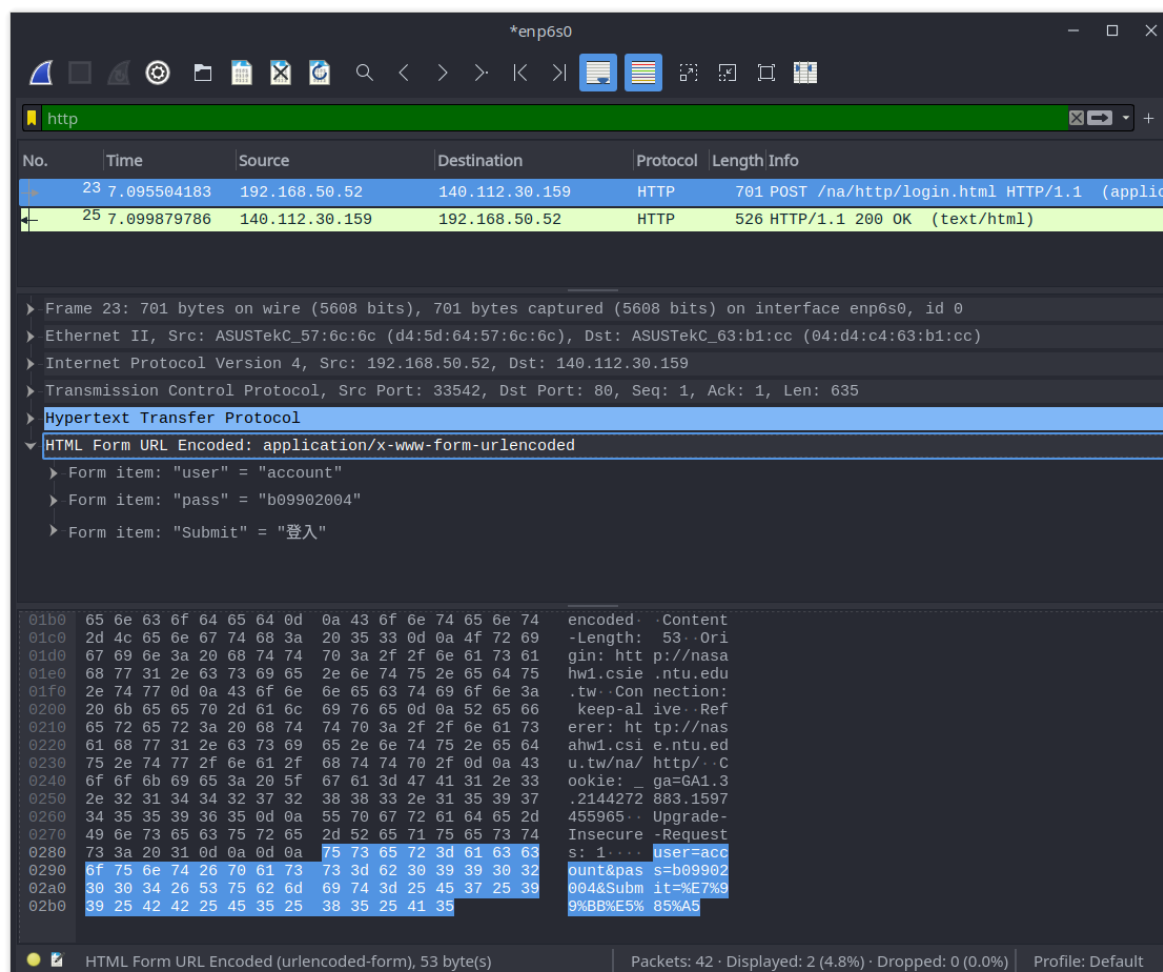 *enp6s0
http
No. Time Source Destination Protocol Length Info
23 7.095504183 192.168.50.52 140.112.30.159 HTTP 701 POST /na/http/login.html HTTP/1.1 (applic
25 7.099879786 140.112.30.159 192.168.50.52 HTTP 526 HTTP/1.1 200 OK (text/html)
Frame 23: 701 bytes on wire (5608 bits), 701 bytes captured (5608 bits) on interface enp6s0, id 0
Ethernet II, Src: ASUSTekC_57:6c:6c (d4:5d:64:57:6c:6c), Dst: ASUSTekC_63:b1:cc (04:d4:c4:63:b1:cc)
Internet Protocol Version 4, Src: 192.168.50.52, Dst: 140.112.30.159
Transmission Control Protocol, Src Port: 33542, Dst Port: 80, Seq: 1, Ack: 1, Len: 635
Hypertext Transfer Protocol
HTML Form URL Encoded: application/x-www-form-urlencoded
Form item: "user" = "account"
Form item: "pass" = "b09902004"
Form item: "Submit" = "登入"
01b0 65 6e 63 6f 64 65 64 0d 0a 43 6f 6e 74 65 6e 74 encoded· ·Content
01c0 2d 4c 65 6e 67 74 68 3a 20 35 33 0d 0a 4f 72 69 -Length: 53··Ori
01d0 67 69 6e 3a 20 68 74 74 70 3a 2f 2f 6e 61 73 61 gin: htt p://nasa
01e0 68 77 31 2e 63 73 69 65 2e 6e 74 75 2e 65 64 75 hw1.csie .ntu.edu
01f0 2e 74 77 0d 0a 43 6f 6e 6e 65 63 74 69 6f 6e 3a .tw··Con nection:
0200 20 6b 65 65 70 2d 61 6c 69 76 65 0d 0a 52 65 66 keep-al ive··Ref
0210 65 72 65 72 3a 20 68 74 74 70 3a 2f 2f 6e 61 73 erer: ht tp://nas
0220 61 68 77 31 2e 63 73 69 65 2e 6e 74 75 2e 65 64 ahw1.csi e.ntu.ed
0230 75 2e 74 77 2f 6e 61 2f 68 74 74 70 2f 0d 0a 43 u.tw/na/ http/··C
0240 6f 6f 6b 69 65 3a 20 5f 67 61 3d 47 41 31 2e 33 ookie: _ ga=GA1.3
0250 2e 32 31 34 34 32 37 32 38 38 33 2e 31 35 39 37 .2144272 883.1597
0260 34 35 35 39 36 35 0d 0a 55 70 67 72 61 64 65 2d 455965·· Upgrade-
0270 49 6e 73 65 63 75 72 65 2d 52 65 71 75 65 73 74 Insecure -Request
0280 73 3a 20 31 0d 0a 0d 0a 75 73 65 72 3d 61 63 63 s: 1···· user=acc
0290 6f 75 6e 74 26 70 61 73 73 3d 62 30 39 39 30 32 ount&pas s=b09902
02a0 30 30 34 26 53 75 62 6d 69 74 3d 25 45 37 25 39 004&Subm it=%E7%9
02b0 39 25 42 42 25 45 35 25 38 35 25 41 35 9%BB%E5% 85%A5
HTML Form URL Encoded (urlencoded-form), 53 byte(s) Packets: 42 · Displayed: 2 (4.8%) · Dropped: 0 (0.0%) Profile: Default